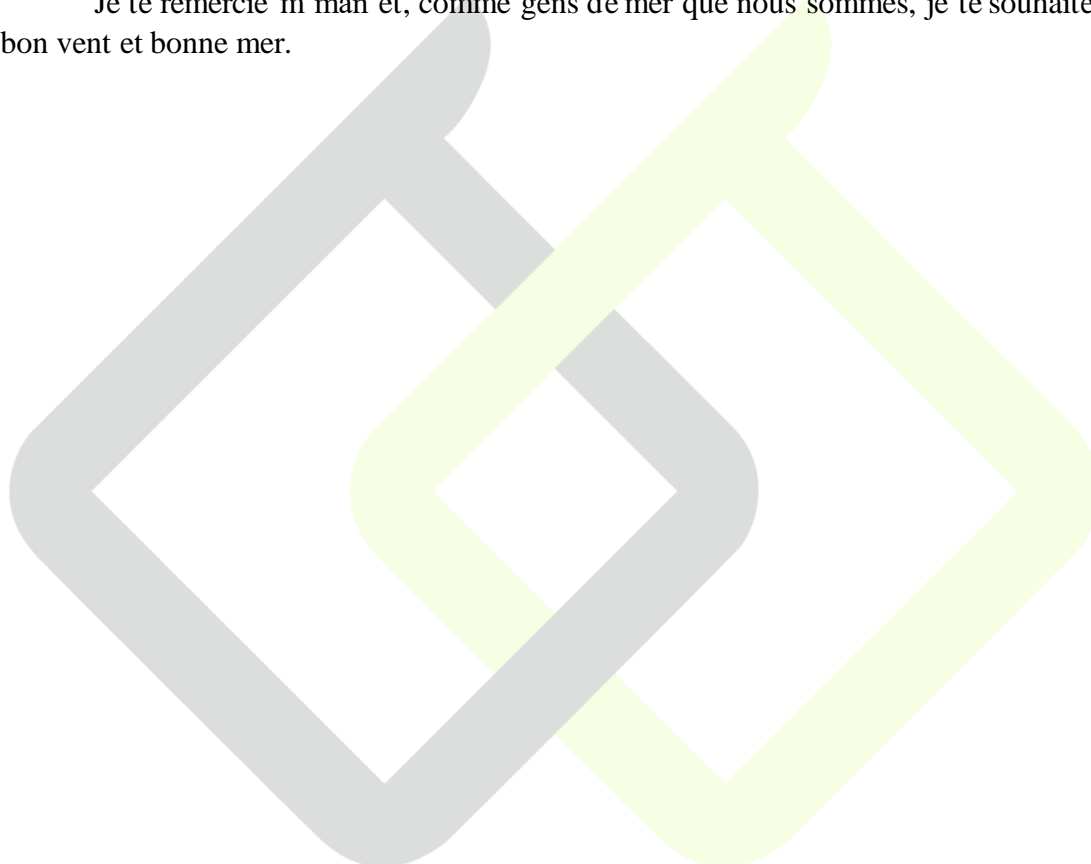 Je te remercie m'man et, comme gens de mer que nous sommes, je te souhaite
bon vent et bonne mer.